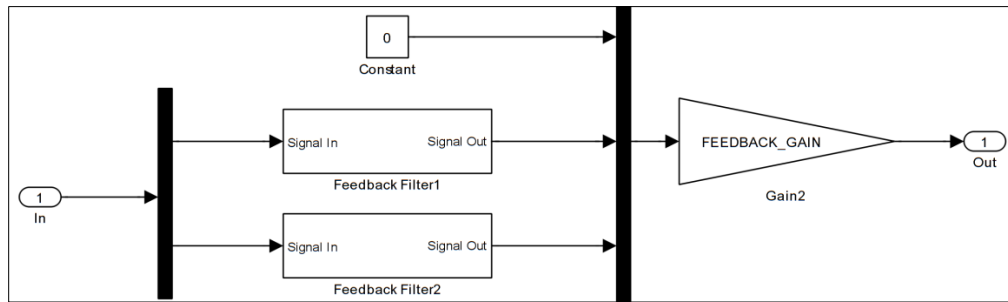 0
Constant
Signal In Signal Out
Feedback Filter1
FEEDBACK_GAIN
Gain2
1
Out
1
In
Signal In Signal Out
Feedback Filter2